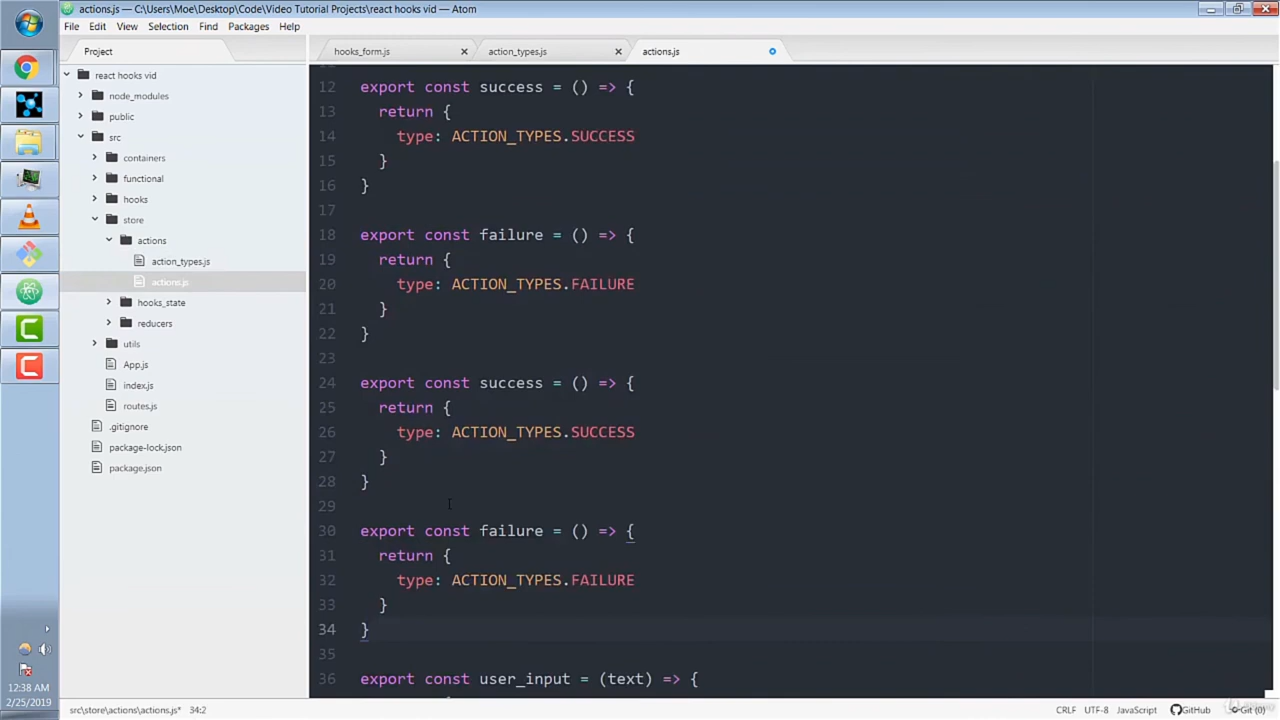 actions.js — C:\Users\Moe\Desktop\Code\Video Tutorial Projects\react hooks vid — Atom
File Edit View Selection Find Packages Help
Project
hooks_form.js
action_types.js
actions.js
react hooks vid
node_modules
public
src
containers
functional
hooks
store
actions
action_types.js
actions.js
hooks_state
reducers
utils
App.js
index.js
routes.js
.gitignore
package-lock.json
package.json
12 export const success = () => {
13 return {
14 type: ACTION_TYPES.SUCCESS
15 }
16 }
17
18 export const failure = () => {
19 return {
20 type: ACTION_TYPES.FAILURE
21 }
22 }
23
24 export const success = () => {
25 return {
26 type: ACTION_TYPES.SUCCESS
27 }
28 }
29
30 export const failure = () => {
31 return {
32 type: ACTION_TYPES.FAILURE
33 }
34 }
35
36 export const user_input = (text) => {
12:38 AM
2/25/2019
src\store\actions\actions.js* 34:2
CRLF UTF-8 JavaScript GitHub Git (0)